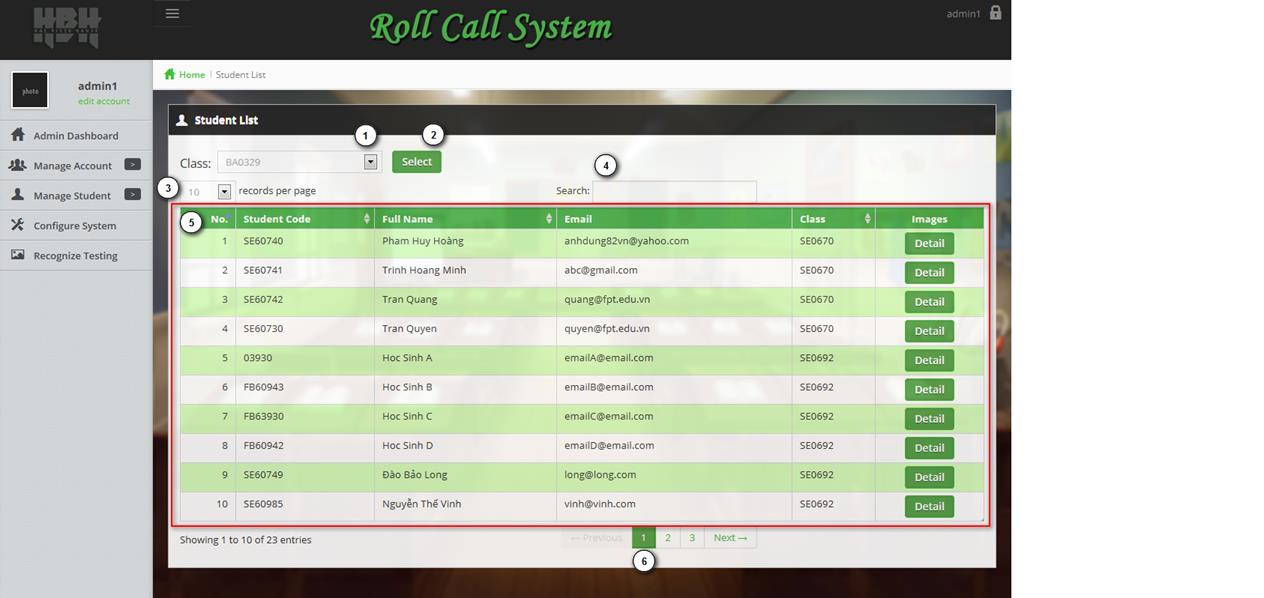 HBH
Roll Call System
admin1
photo
admin1
edit account
Home | Student List
Admin Dashboard
Manage Account >
Manage Student >
Configure System
Recognize Testing
Student List
1
2
Class: BA0329 Select
4
3
10 records per page Search:
5
No. Student Code Full Name Email Class Images
1 SE60740 Pham Huy Hoàng anhdung82vn@yahoo.com SE0670 Detail
2 SE60741 Trinh Hoang Minh abc@gmail.com SE0670 Detail
3 SE60742 Tran Quang quang@fpt.edu.vn SE0670 Detail
4 SE60730 Tran Quyen quyen@fpt.edu.vn SE0670 Detail
5 03930 Hoc Sinh A emailA@email.com SE0692 Detail
6 FB60943 Hoc Sinh B emailB@email.com SE0692 Detail
7 FB63930 Hoc Sinh C emailC@email.com SE0692 Detail
8 FB60942 Hoc Sinh D emailD@email.com SE0692 Detail
9 SE60749 Đào Bảo Long long@long.com SE0692 Detail
10 SE60985 Nguyễn Thế Vinh vinh@vinh.com SE0692 Detail
Showing 1 to 10 of 23 entries ← Previous 1 2 3 Next →
6